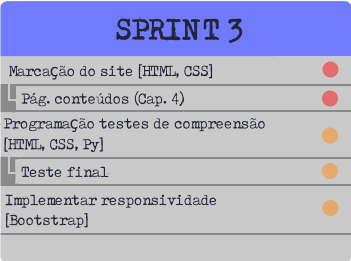 SPRINT 3
Marcação do site [HTML, CSS]
Pág. conteúdos (Cap. 4)
Programação testes de compreensão
[HTML, CSS, Py]
Teste final
Implementar responsividade
[Bootstrap]